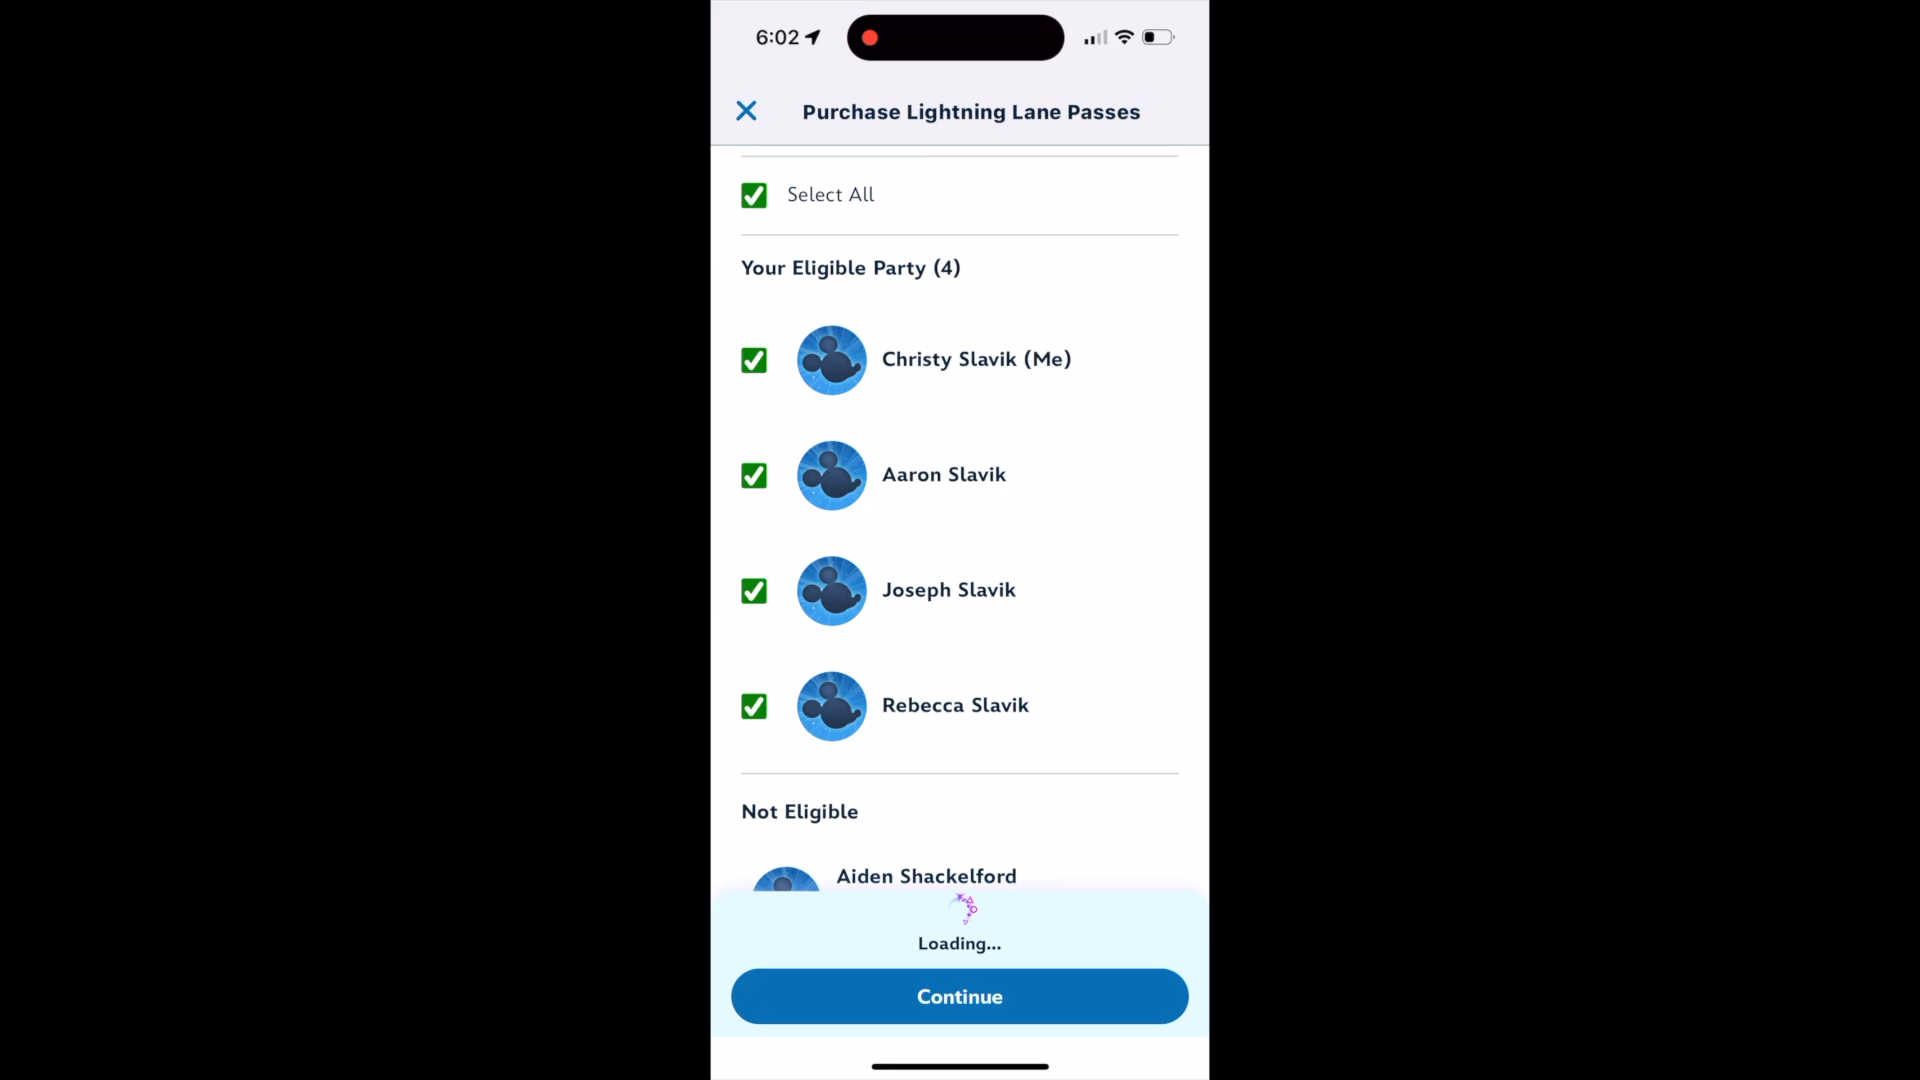 6:02
Purchase Lightning Lane Passes
Select All
Your Eligible Party (4)
Christy Slavik (Me)
Aaron Slavik
Joseph Slavik
Rebecca Slavik
Not Eligible
Aiden Shackelford
Loading...
Continue